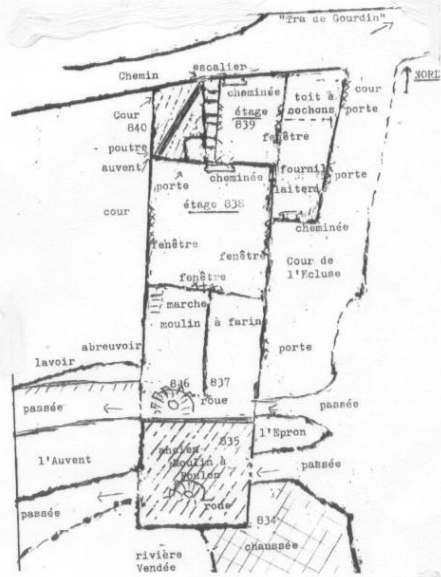 "Tra de Gourdin"
NORD
escalier
Chemin
cheminée
toit à
cochons
cour
porte
Cour
840
étage
839
fenêtre
poutre
auvent
fournil
laiterie
porte
porte
cheminée
étage 838
cheminée
cour
fenêtre
fenêtre
Cour de
l'Ecluse
fenêtre
marche
moulin à farin
abreuvoir
porte
lavoir
836
837
passée
roue
passée
835
l'Epron
ancien
Moulin à
Foulon
l'Auvent
passée
roue
passée
834
chaussée
rivière
Vendée